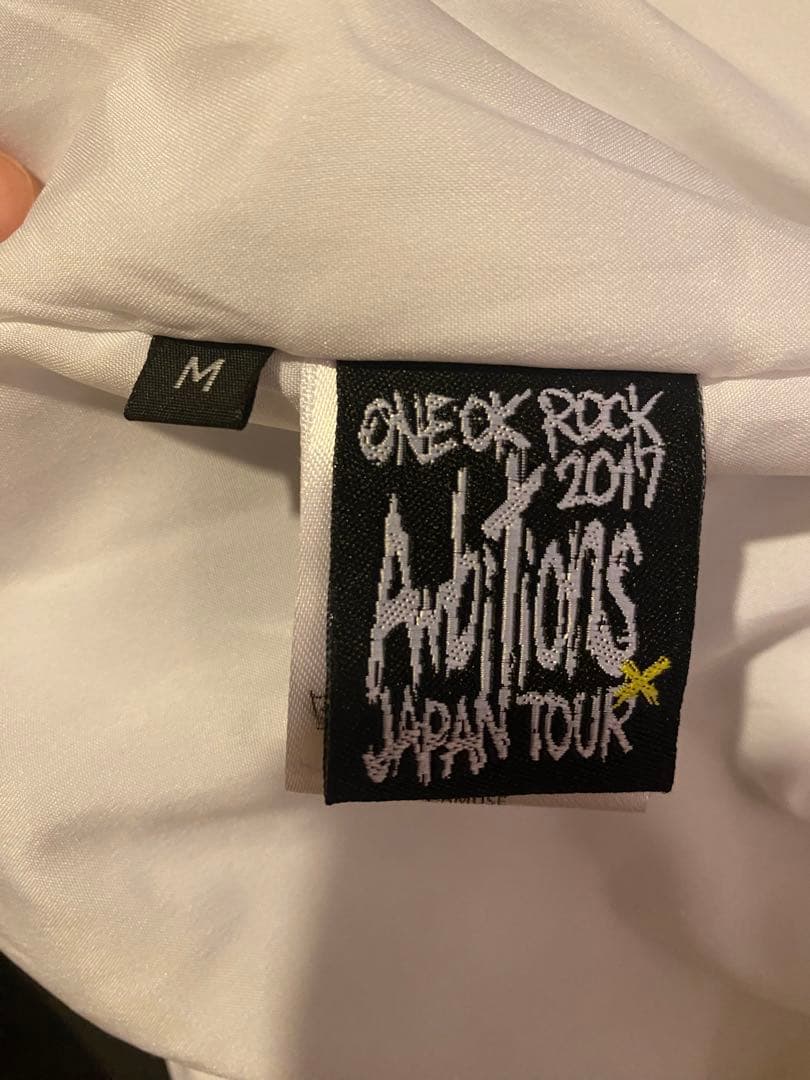 M
ONE OK ROCK
2017
Ambitions
JAPAN TOUR